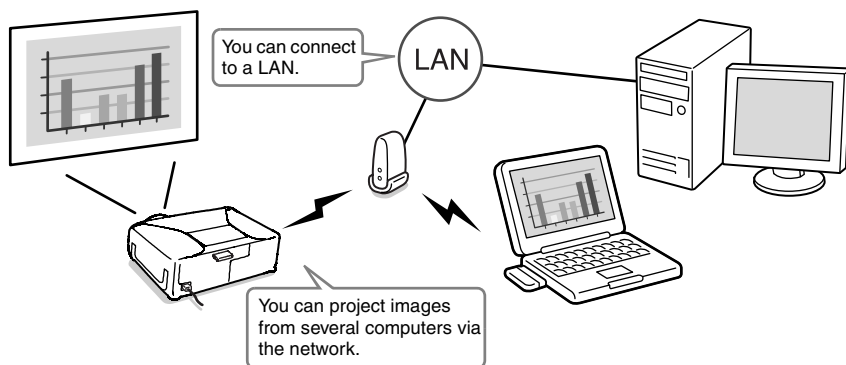 You can connect
to a LAN.
LAN
You can project images
from several computers via
the network.